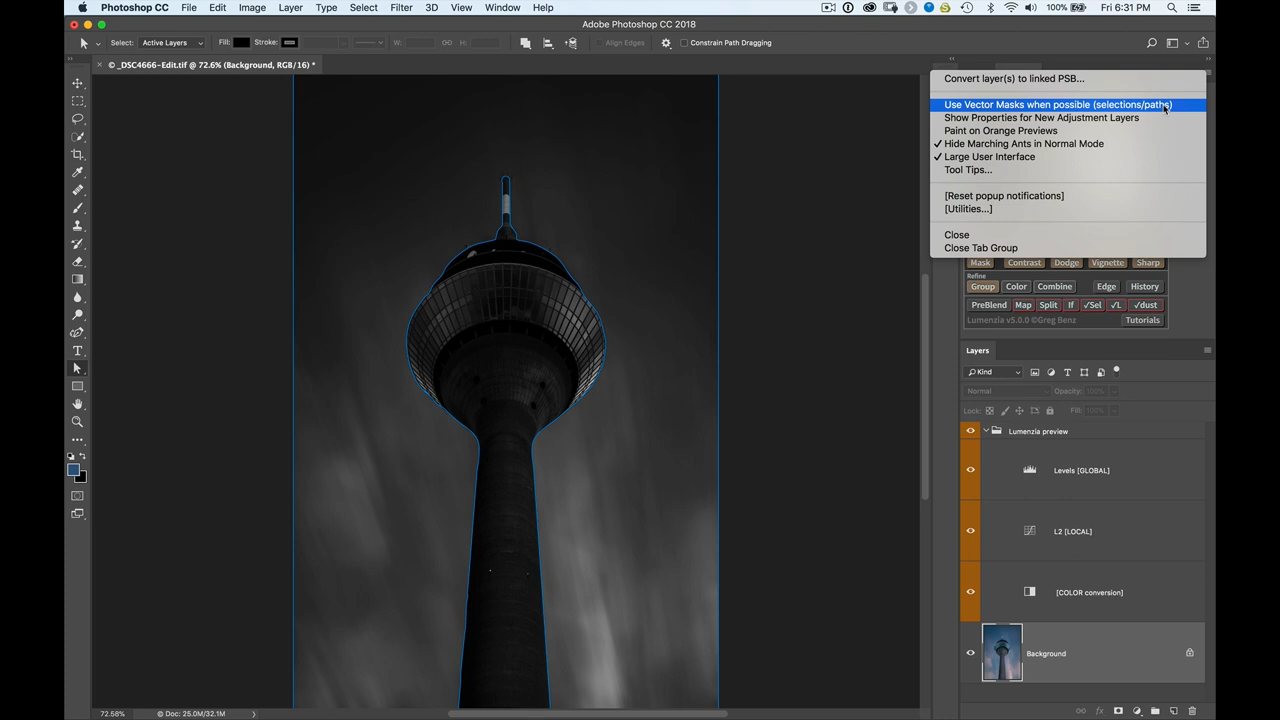 Photoshop CC File Edit Image Layer Type Select Filter 3D View Window Help 100% Fri 6:31 PM
Adobe Photoshop CC 2018
Select: Active Layers Fill: Stroke: W: H: Align Edges Constrain Path Dragging
© _DSC4666-Edit.tif @ 72.6% (Background, RGB/16) *
Convert layer(s) to linked PSB...
Use Vector Masks when possible (selections/paths)
Show Properties for New Adjustment Layers
Paint on Orange Previews
✓ Hide Marching Ants in Normal Mode
✓ Large User Interface
Tool Tips...
[Reset popup notifications]
[Utilities...]
Close
Close Tab Group
Mask Contrast Dodge Vignette Sharp
Refine
Group Color Combine Edge History
PreBlend Map Split If ✓Sel ✓L ✓dust
Lumenzia v5.0.0 ©Greg Benz Tutorials
Layers
Kind
Normal Opacity: 100%
Lock: Fill: 100%
Lumenzia preview
Levels [GLOBAL]
L2 [LOCAL]
[COLOR conversion]
Background
72.58% © Doc: 25.0M/32.1M